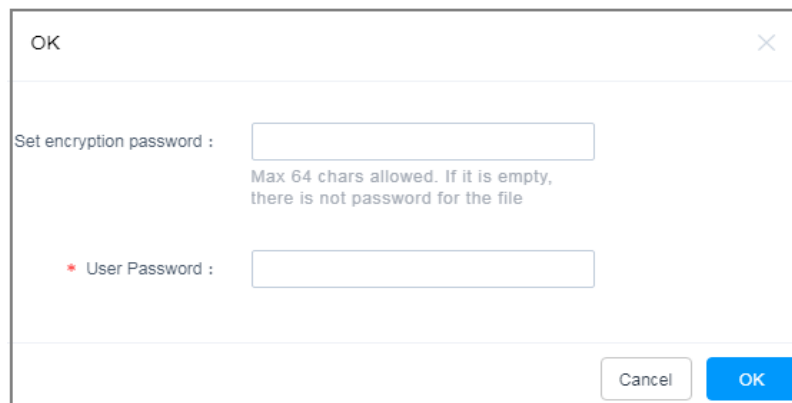 OK
Set encryption password :
Max 64 chars allowed. If it is empty,
there is not password for the file
* User Password :
Cancel OK